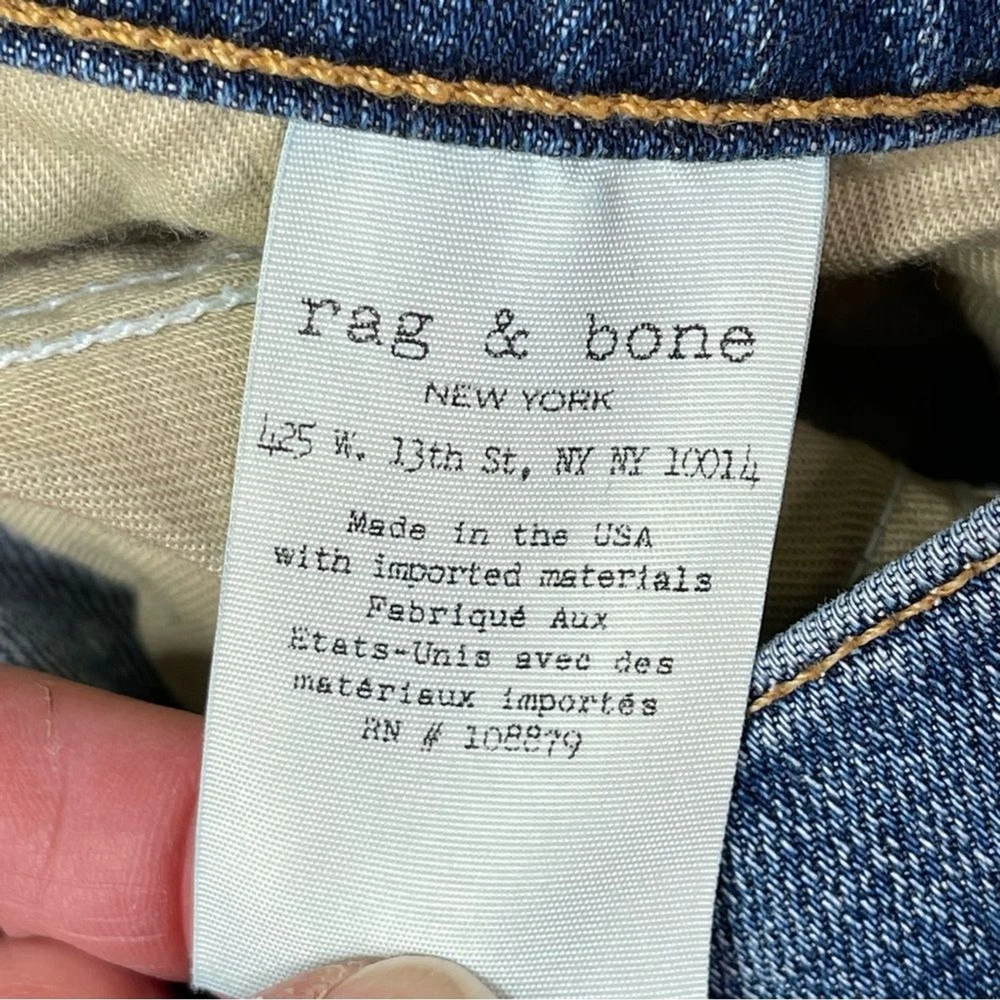 rag & bone
NEW YORK
425 W. 13th St, NY NY 10014
Made in the USA
with imported materials
Fabriqué Aux
Etats-Unis avec des
matériaux importés
RN # 108879